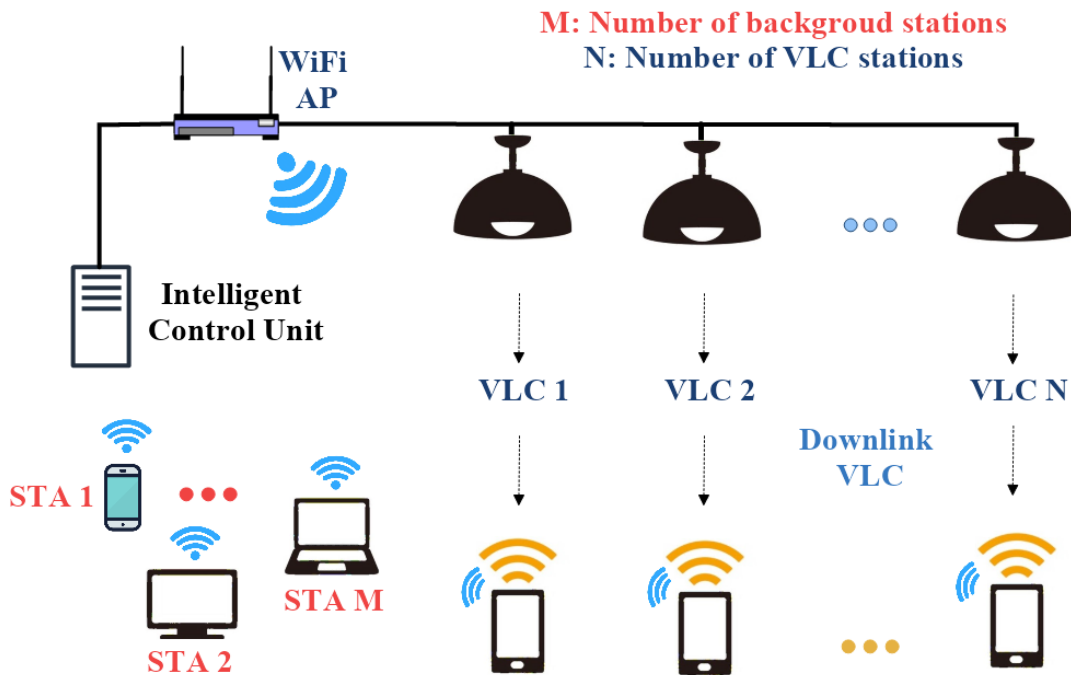 M: Number of backgroud stations
N: Number of VLC stations
WiFi
AP
Intelligent
Control Unit
VLC 1
VLC 2
VLC N
Downlink
VLC
STA 1
STA M
STA 2